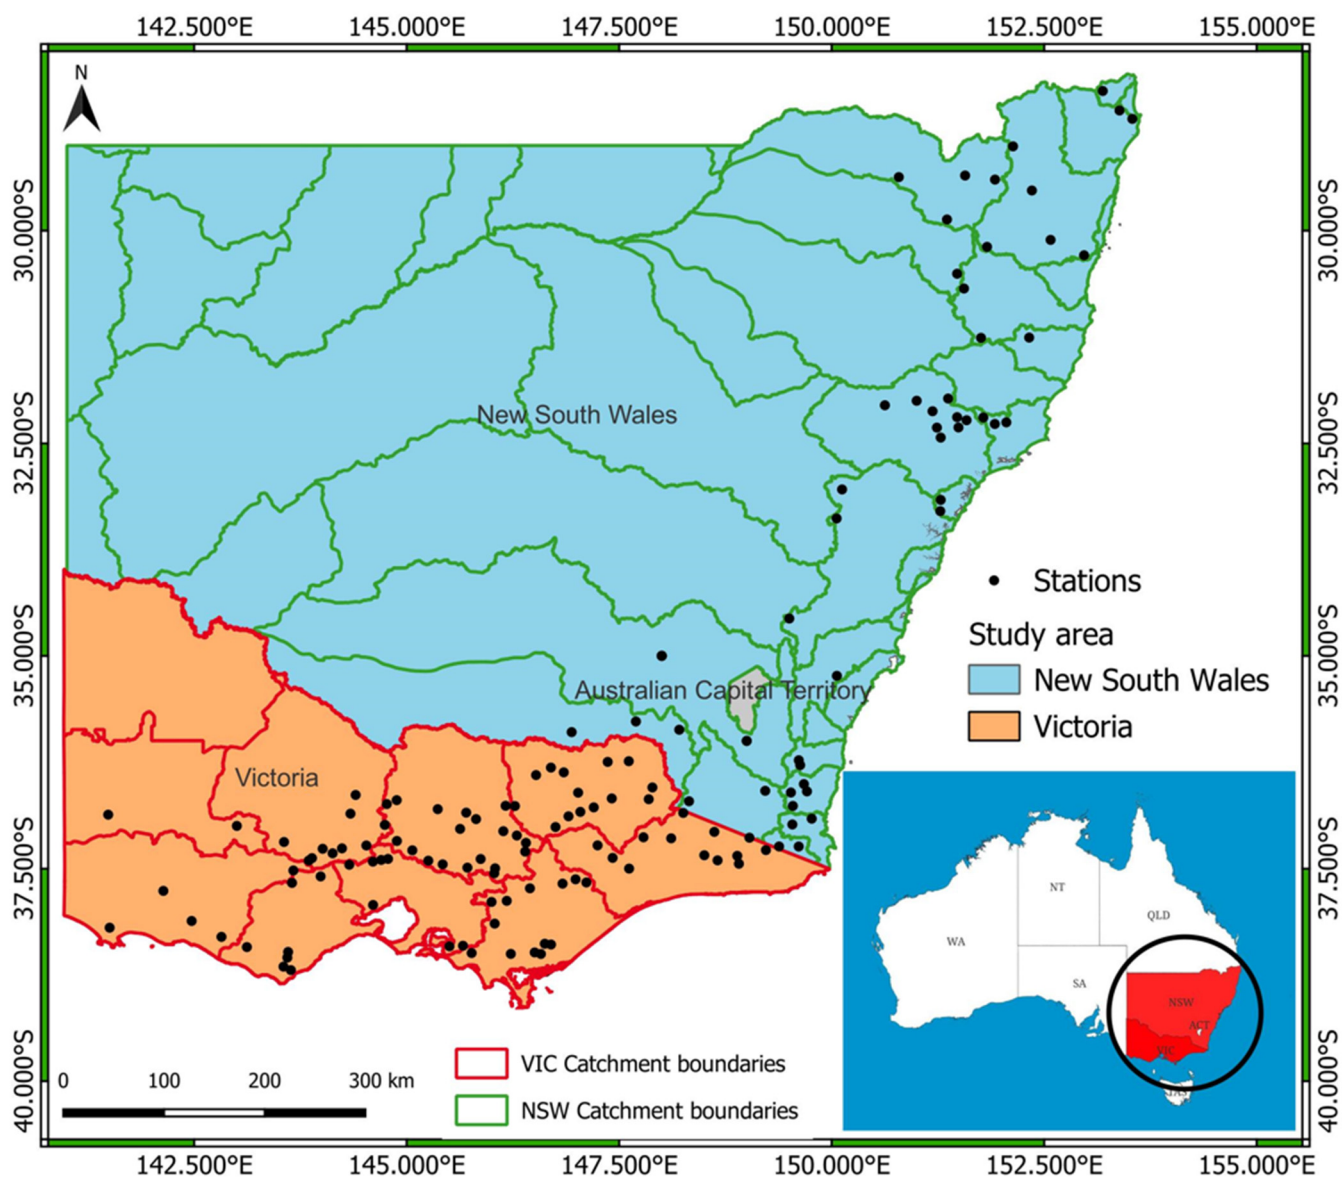 142.500°E 145.000°E 147.500°E 150.000°E 152.500°E 155.000°E
N
30.000°S
30.000°S
New South Wales
32.500°S
32.500°S
Stations
Study area
35.000°S
35.000°S
Australian Capital Territory
New South Wales
Victoria
Victoria
37.500°S
37.500°S
NT
QLD
WA
SA
NSW
ACT
VIC
TAS
VIC Catchment boundaries
0 100 200 300 km
NSW Catchment boundaries
40.000°S
40.000°S
142.500°E 145.000°E 147.500°E 150.000°E 152.500°E 155.000°E